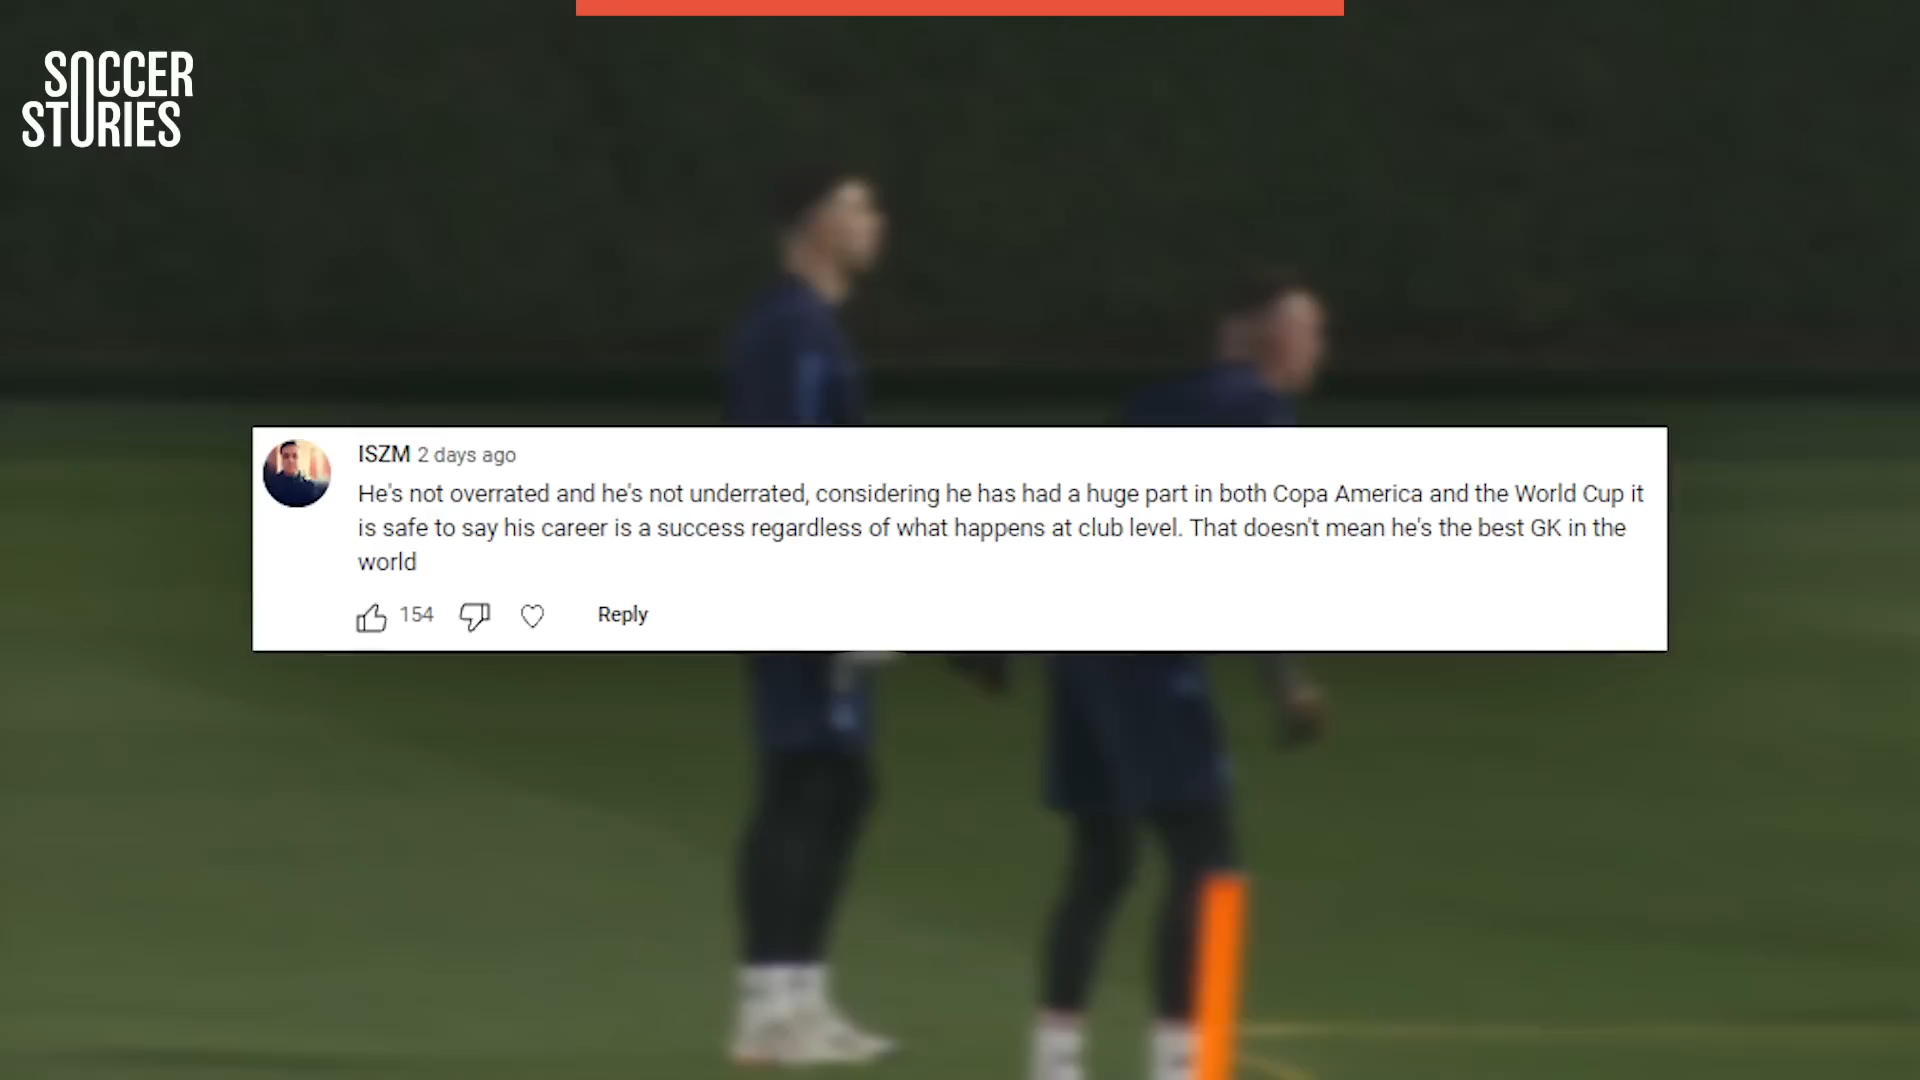 SOCCER
STORIES
ISZM 2 days ago
He's not overrated and he's not underrated, considering he has had a huge part in both Copa America and the World Cup it
is safe to say his career is a success regardless of what happens at club level. That doesn't mean he's the best GK in the
world
154 Reply